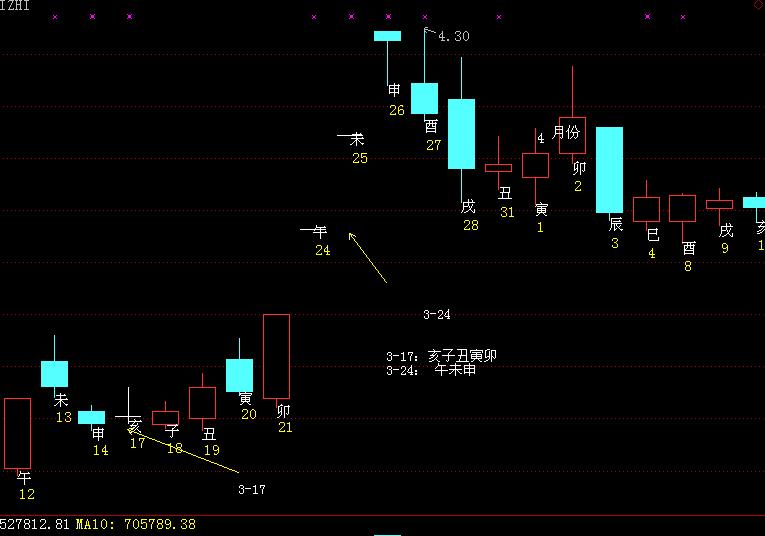 IZHI
4.30
申
26
酉
27
未
25
4 月份
卯
2
丑
31
戌
28
寅
1
辰
3
巳
4
酉
8
戌
9
亥
1
午
24
3-24
3-17: 亥子丑寅卯
3-24: 午未申
未
13
申
14
亥
17
子
18
丑
19
寅
20
卯
21
午
12
3-17
527812.81 MA10: 705789.38